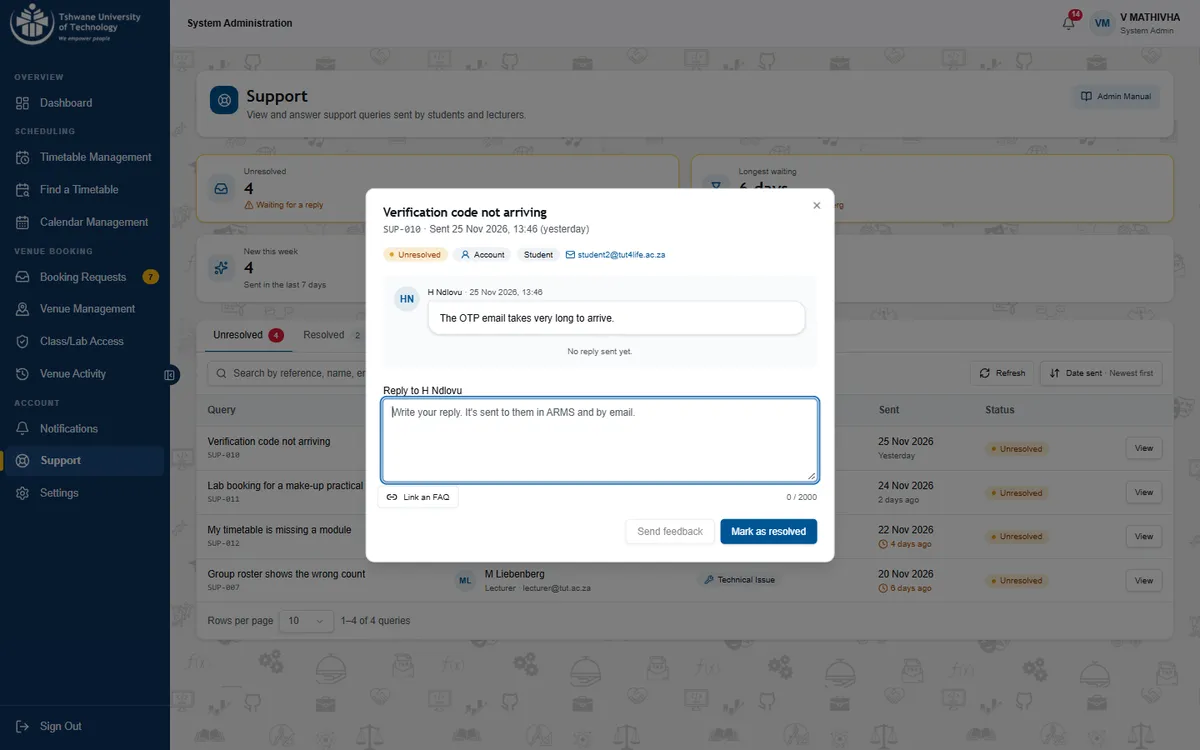 Tshwane University
of Technology
We empower people
System Administration
14
VM
V MATHIVHA
System Admin
OVERVIEW
Dashboard
SCHEDULING
Timetable Management
Find a Timetable
Calendar Management
VENUE BOOKING
Booking Requests
7
Venue Management
Class/Lab Access
Venue Activity
ACCOUNT
Notifications
Support
Settings
Sign Out
Support
View and answer support queries sent by students and lecturers.
Admin Manual
Unresolved
4
Waiting for a reply
Longest waiting
6 days
New this week
4
Sent in the last 7 days
Unresolved 4
Resolved 2
Search by reference, name, em
Refresh
Date sent · Newest first
Query
Sent
Status
Verification code not arriving
SUP-010
25 Nov 2026
Yesterday
Unresolved
View
Lab booking for a make-up practical
SUP-011
24 Nov 2026
2 days ago
Unresolved
View
My timetable is missing a module
SUP-012
22 Nov 2026
4 days ago
Unresolved
View
Group roster shows the wrong count
SUP-007
ML
M Liebenberg
Lecturer · lecturer@tut.ac.za
Technical Issue
20 Nov 2026
6 days ago
Unresolved
View
Rows per page
10
1–4 of 4 queries
Verification code not arriving
SUP-010 · Sent 25 Nov 2026, 13:46 (yesterday)
Unresolved
Account
Student
student2@tut4life.ac.za
HN
H Ndlovu · 25 Nov 2026, 13:46
The OTP email takes very long to arrive.
No reply sent yet.
Reply to H Ndlovu
Write your reply. It's sent to them in ARMS and by email.
Link an FAQ
0 / 2000
Send feedback
Mark as resolved